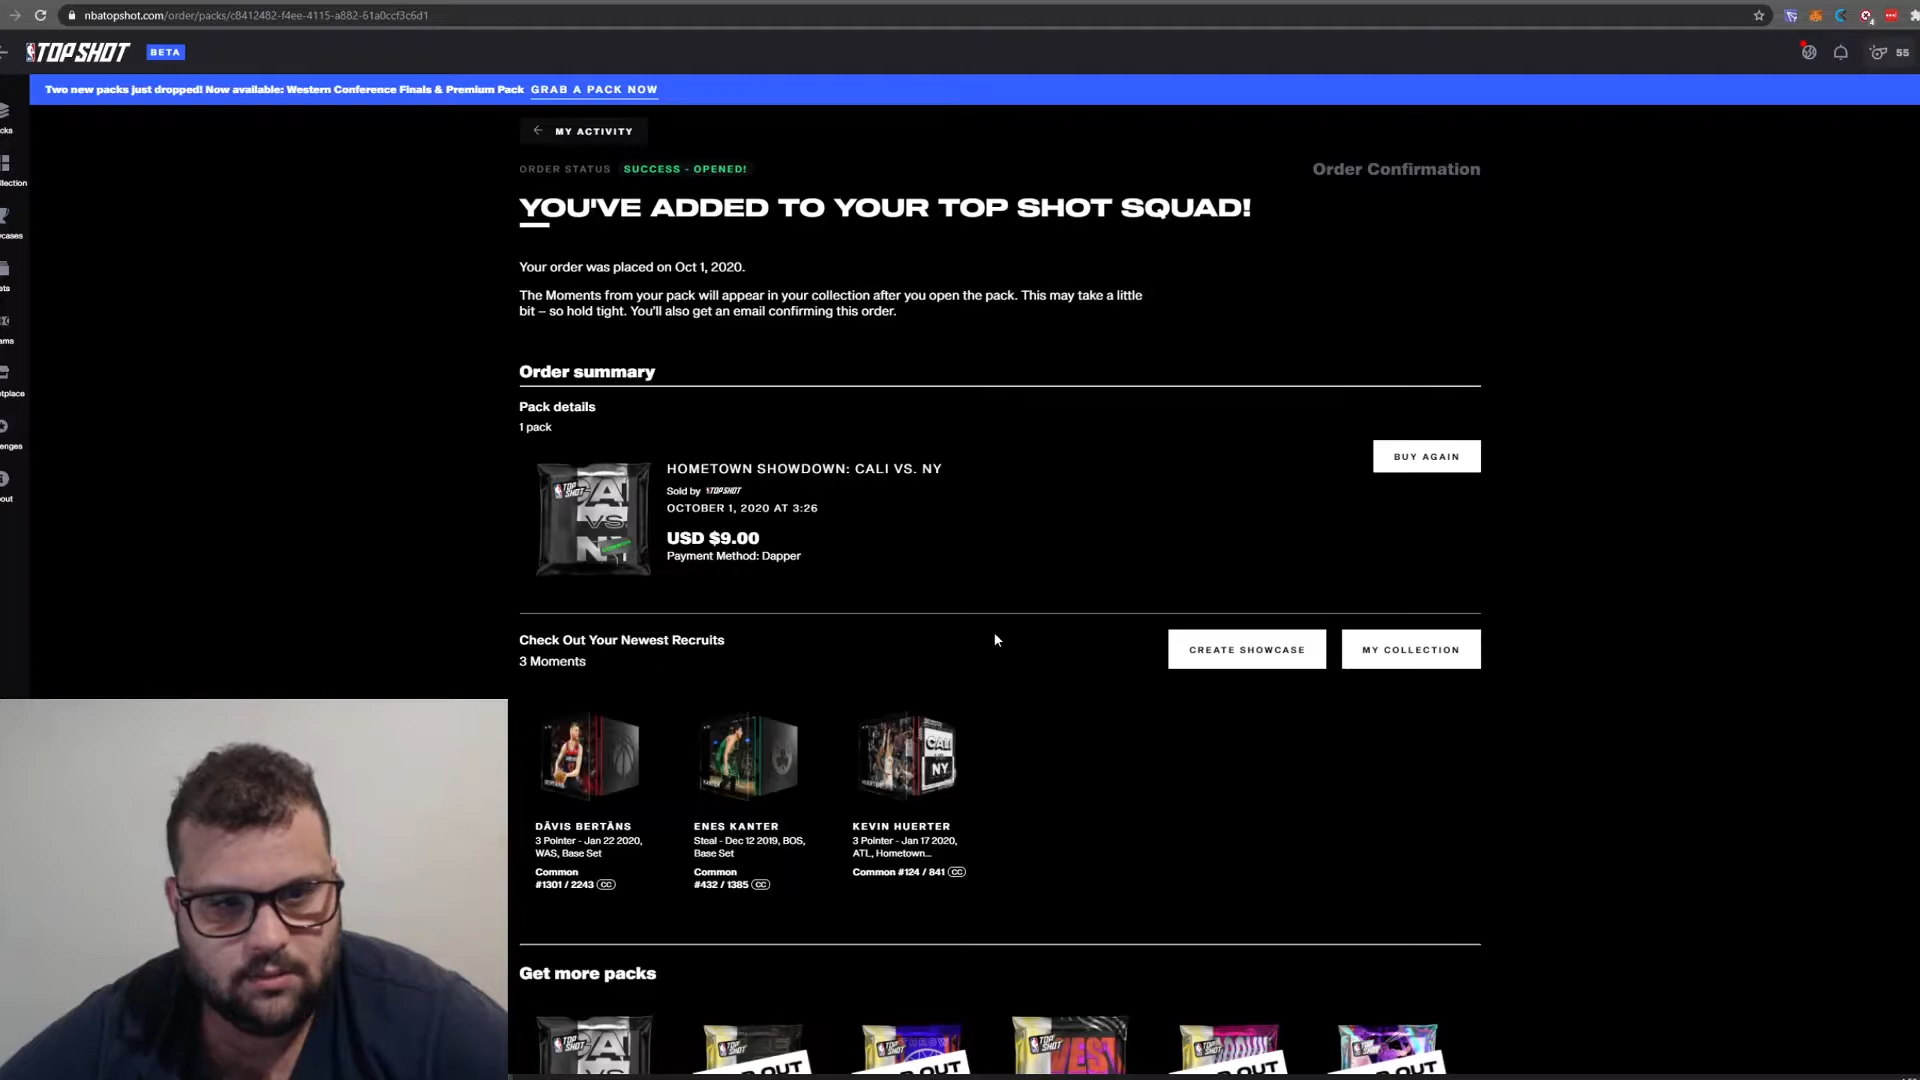 nbatopshot.com/order/packs/c8412482-f4ee-4115-a882-61a0ccf3c6d1
TOP SHOT BETA
55
Two new packs just dropped! Now available: Western Conference Finals & Premium Pack GRAB A PACK NOW
MY ACTIVITY
ORDER STATUS SUCCESS - OPENED!
Order Confirmation
YOU'VE ADDED TO YOUR TOP SHOT SQUAD!
Your order was placed on Oct 1, 2020.
The Moments from your pack will appear in your collection after you open the pack. This may take a little
bit – so hold tight. You'll also get an email confirming this order.
Order summary
Pack details
1 pack
BUY AGAIN
HOMETOWN SHOWDOWN: CALI VS. NY
Sold by TOPSHOT
OCTOBER 1, 2020 AT 3:26
USD $9.00
Payment Method: Dapper
Check Out Your Newest Recruits
3 Moments
CREATE SHOWCASE
MY COLLECTION
CALI
VS
NY
DĀVIS BERTĀNS
3 Pointer - Jan 22 2020,
WAS, Base Set
Common
#1301 / 2243 CC
ENES KANTER
Steal - Dec 12 2019, BOS,
Base Set
Common
#432 / 1385 CC
KEVIN HUERTER
3 Pointer - Jan 17 2020,
ATL, Hometown...
Common #124 / 841 CC
Get more packs